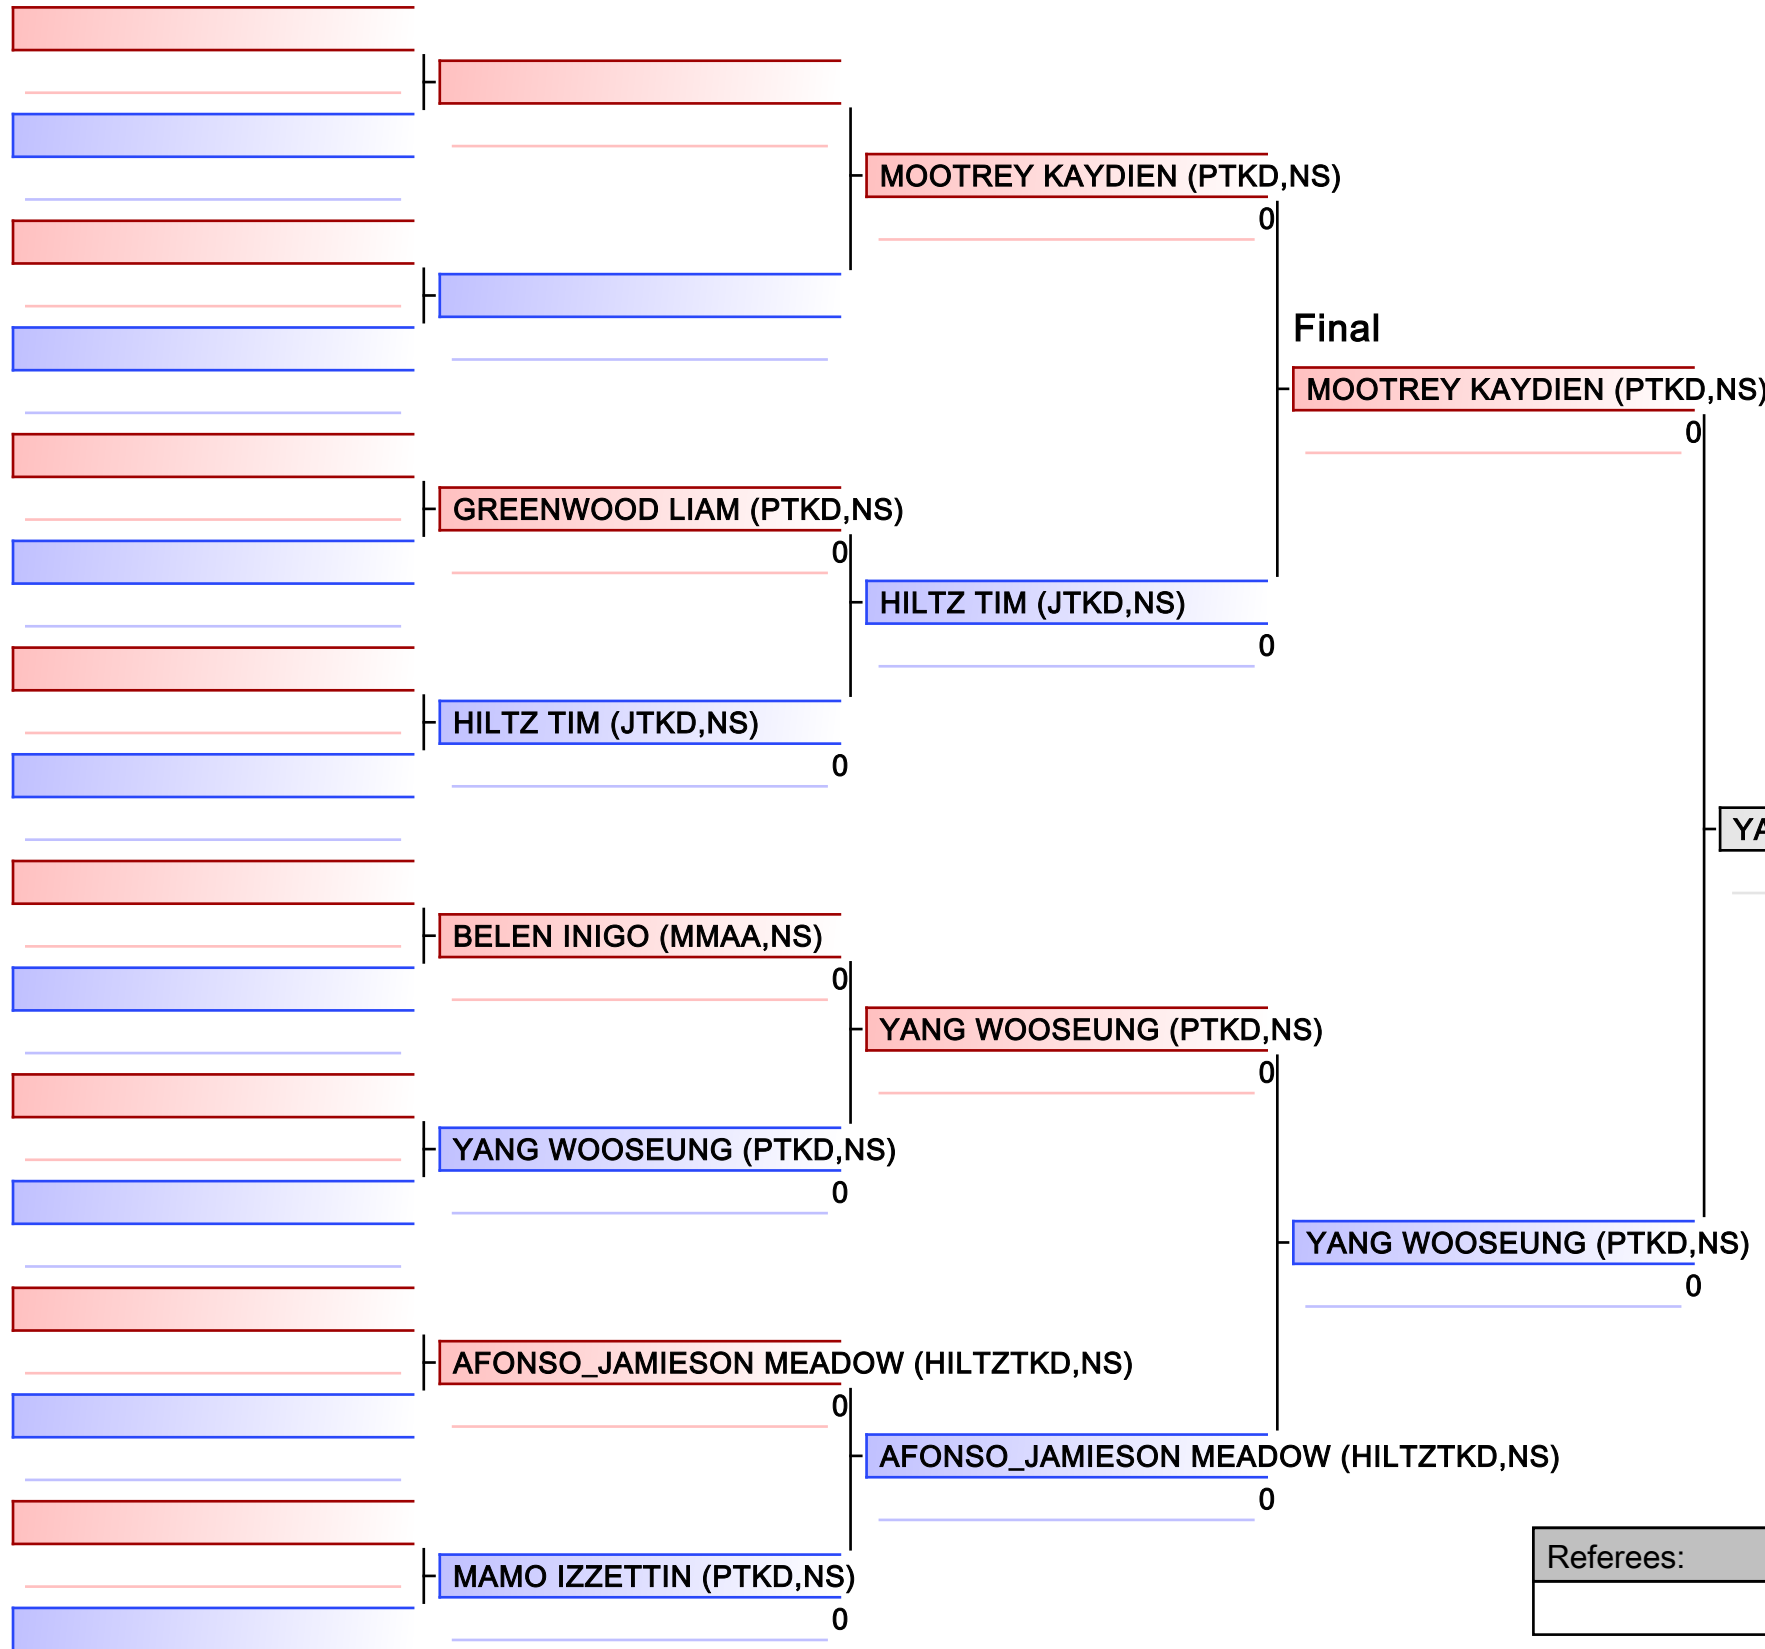 MOOTREY KAYDIEN (PTKD,NS)
0
Final
MOOTREY KAYDIEN (PTKD,NS)
0
GREENWOOD LIAM (PTKD,NS)
0
HILTZ TIM (JTKD,NS)
0
HILTZ TIM (JTKD,NS)
0
YA
BELEN INIGO (MMAA,NS)
0
YANG WOOSEUNG (PTKD,NS)
0
YANG WOOSEUNG (PTKD,NS)
0
YANG WOOSEUNG (PTKD,NS)
0
AFONSO_JAMIESON MEADOW (HILTZTKD,NS)
0
AFONSO_JAMIESON MEADOW (HILTZTKD,NS)
0
MAMO IZZETTIN (PTKD,NS)
0
Referees: